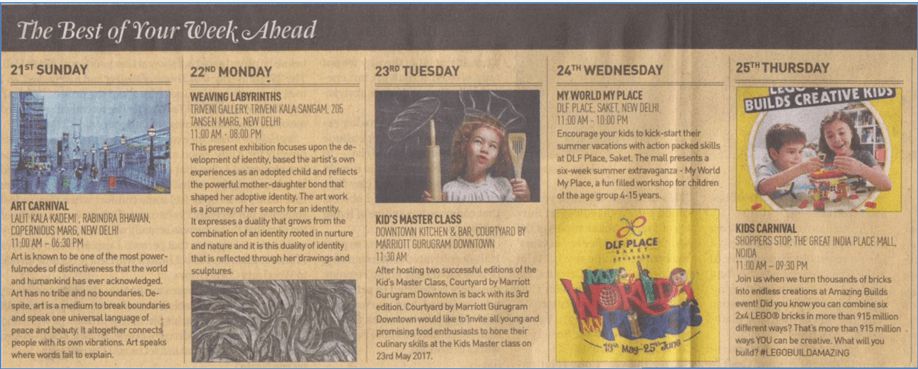 The Best of Your Week Ahead
21ST SUNDAY
ART CARNIVAL
LALIT KALA KADEMI , RABINDRA BHAWAN,
COPERNIOUS MARG, NEW DELHI
11:00 AM – 06:30 PM
Art is known to be one of the most power-
fulmodes of distinctiveness that the world
and humankind has ever acknowledged.
Art has no tribe and no boundaries. De-
spite, art is a medium to break boundaries
and speak one universal language of
peace and beauty. It altogether connects
people with its own vibrations. Art speaks
where words fail to explain.
22ND MONDAY
WEAVING LABYRINTHS
TRIVENI GALLERY, TRIVENI KALA SANGAM, 205
TANSEN MARG, NEW DELHI
11:00 AM - 08:00 PM
This present exhibition focuses upon the de-
velopment of identity, based the artist's own
experiences as an adopted child and reflects
the powerful mother-daughter bond that
shaped her adoptive identity. The art work
is a journey of her search for an identity.
It expresses a duality that grows from the
combination of an identity rooted in nurture
and nature and it is this duality of identity
that is reflected through her drawings and
sculptures.
23RD TUESDAY
KID'S MASTER CLASS
DOWNTOWN KITCHEN & BAR, COURTYARD BY
MARRIOTT GURUGRAM DOWNTOWN
11:30 AM
After hosting two successful editions of the
Kid's Master Class, Courtyard by Marriott
Gurugram Downtown is back with its 3rd
edition. Courtyard by Marriott Gurugram
Downtown would like to invite all young and
promising food enthusiasts to hone their
culinary skills at the Kids Master class on
23rd May 2017.
24TH WEDNESDAY
MY WORLD MY PLACE
DLF PLACE, SAKET, NEW DELHI
11:00 AM - 10:00 PM
Encourage your kids to kick-start their
summer vacations with action packed skills
at DLF Place, Saket. The mall presents a
six-week summer extravaganza - My World
My Place, a fun filled workshop for children
of the age group 4-15 years.
DLF PLACE
SAKET
presents
MY
WORLD
MY
May-25th June
25TH THURSDAY
LEGO
BUILDS CREATIVE KIDS
KIDS CARNIVAL
SHOPPERS STOP, THE GREAT INDIA PLACE MALL,
NOIDA
11:00 AM – 09:30 PM
Join us when we turn thousands of bricks
into endless creations at Amazing Builds
event! Did you know you can combine six
2x4 LEGO® bricks in more than 915 million
different ways? That's more than 915 million
ways YOU can be creative. What will you
build? #LEGOBUILDAMAZING